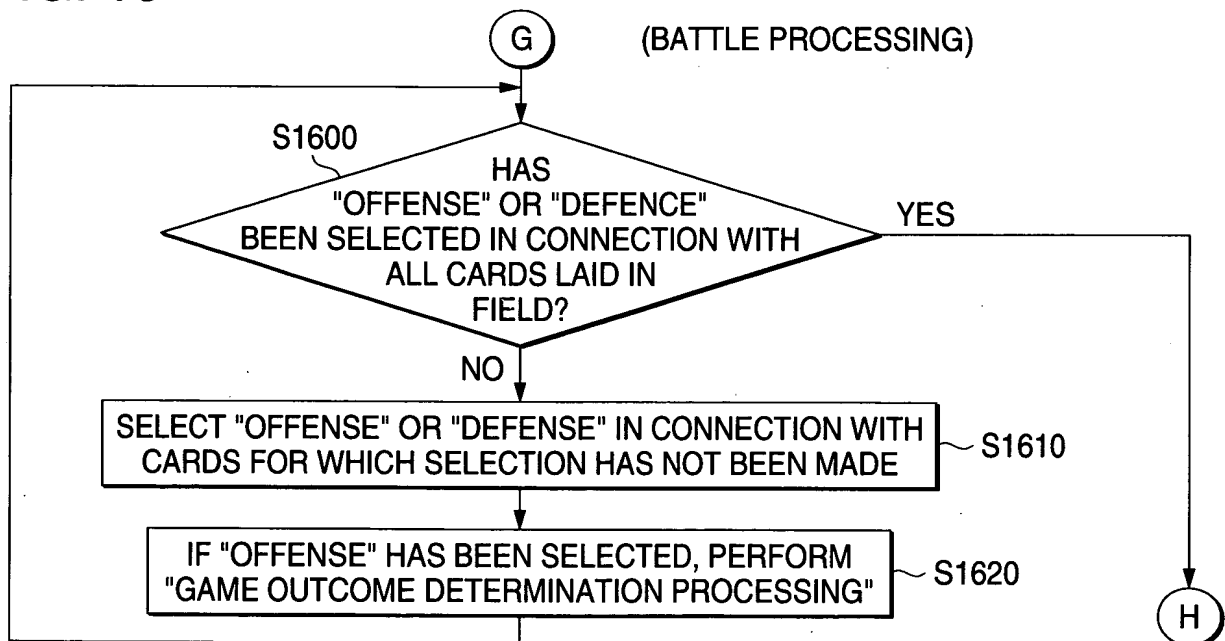 G
(BATTLE PROCESSING)
S1600
HAS
"OFFENSE" OR "DEFENCE"
BEEN SELECTED IN CONNECTION WITH
ALL CARDS LAID IN
FIELD?
YES
NO
SELECT "OFFENSE" OR "DEFENSE" IN CONNECTION WITH
CARDS FOR WHICH SELECTION HAS NOT BEEN MADE
S1610
IF "OFFENSE" HAS BEEN SELECTED, PERFORM
"GAME OUTCOME DETERMINATION PROCESSING"
S1620
H